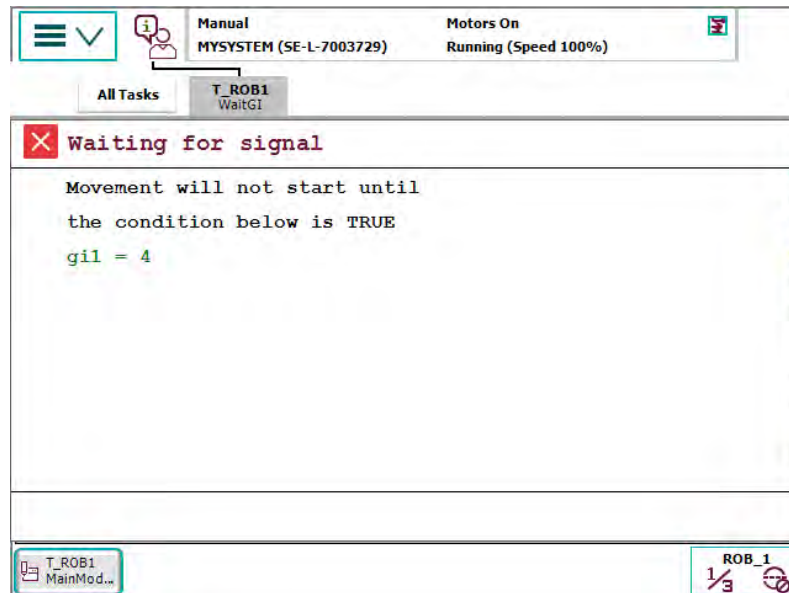 Manual
MYSYSTEM (SE-L-7003729)
Motors On
Running (Speed 100%)
All Tasks
T_ROB1
WaitGI
Waiting for signal
Movement will not start until
the condition below is TRUE
gi1 = 4
T_ROB1
MainMod...
ROB_1
1/3